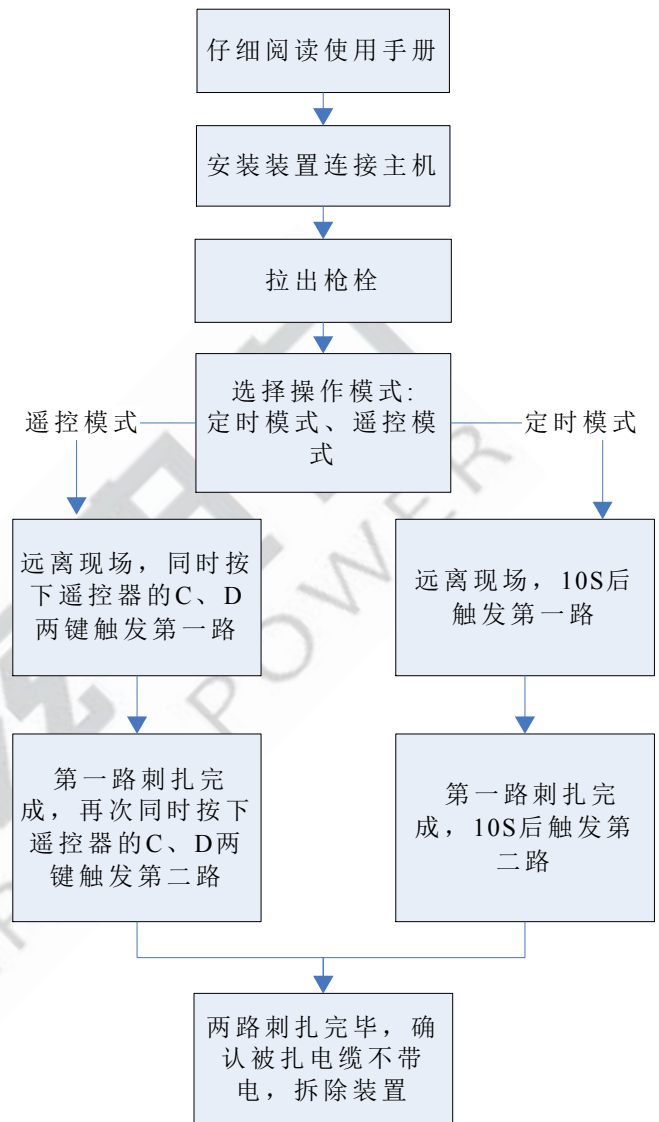 仔细阅读使用手册
安装装置连接主机
拉出枪栓
选择操作模式:
定时模式、遥控模
式
遥控模式
定时模式
远离现场，同时按
下遥控器的C、D
两键触发第一路
远离现场，10S后
触发第一路
第一路刺扎完
成，再次同时按下
遥控器的C、D两
键触发第二路
第一路刺扎完
成，10S后触发第
二路
两路刺扎完毕，确
认被扎电缆不带
电，拆除装置
POWER